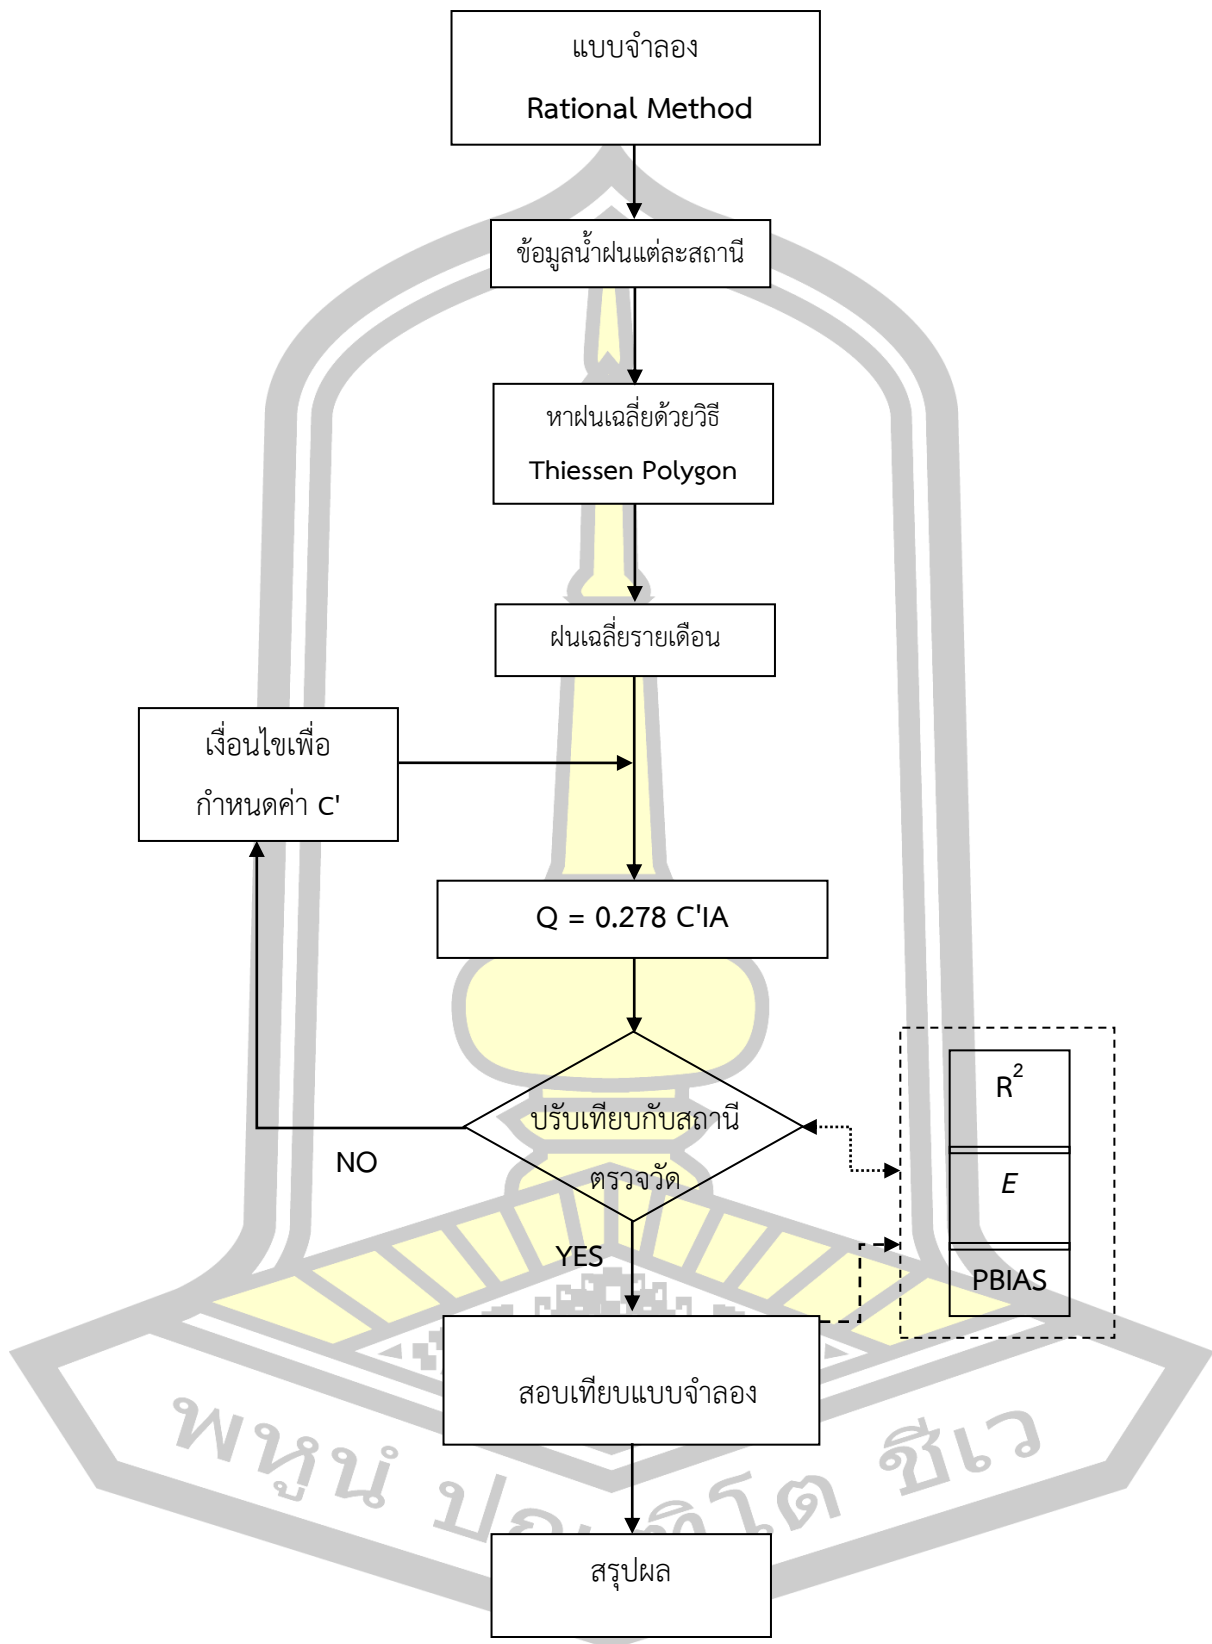 แบบจำลอง
Rational Method
ข้อมูลน้ำฝนแต่ละสถานี
หาฝนเฉลี่ยด้วยวิธี
Thiessen Polygon
ฝนเฉลี่ยรายเดือน
เงื่อนไขเพื่อ
กำหนดค่า C'
Q = 0.278 C'IA
ปรับเทียบกับสถานี
ตรวจวัด
NO
YES
R²
E
PBIAS
สอบเทียบแบบจำลอง
สรุปผล
พหูนํ ปณฺฑิโต ชีเว